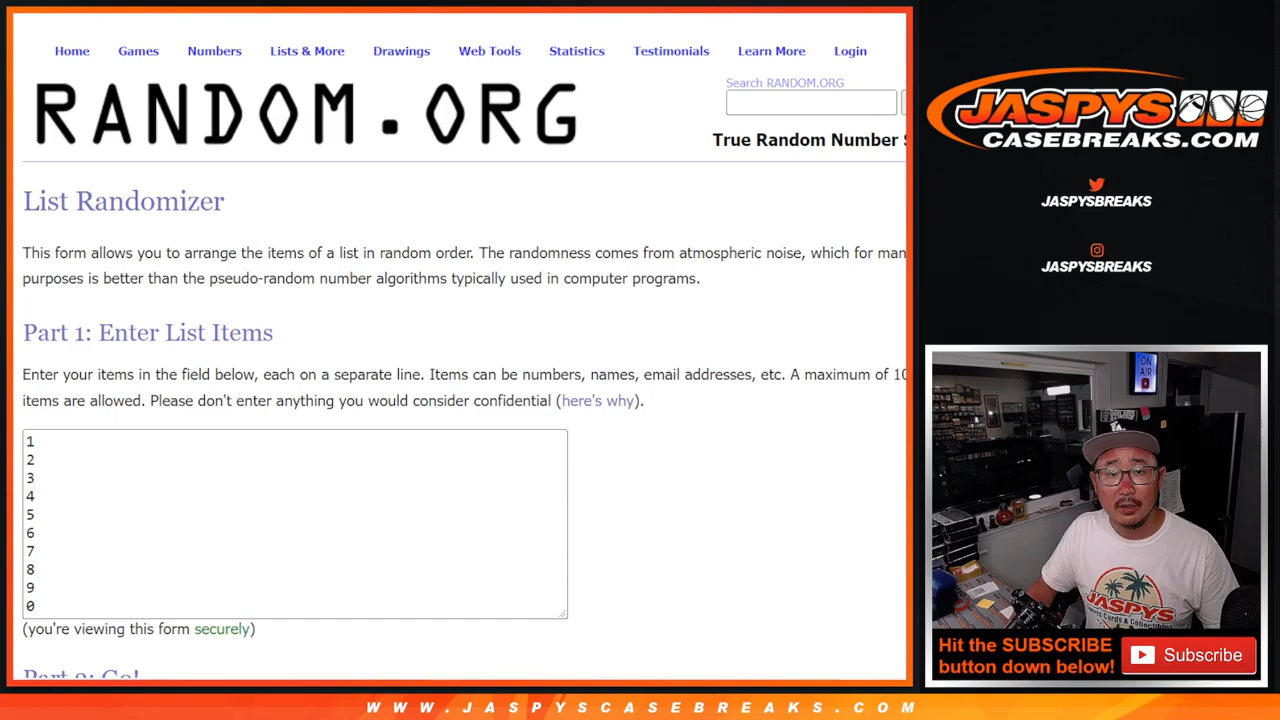 Home Games Numbers Lists & More Drawings Web Tools Statistics Testimonials Learn More Login
RANDOM.ORG
Search RANDOM.ORG
True Random Number S
List Randomizer
This form allows you to arrange the items of a list in random order. The randomness comes from atmospheric noise, which for man
purposes is better than the pseudo-random number algorithms typically used in computer programs.
Part 1: Enter List Items
Enter your items in the field below, each on a separate line. Items can be numbers, names, email addresses, etc. A maximum of 10
items are allowed. Please don't enter anything you would consider confidential (here's why).
1
2
3
4
5
6
7
8
9
0
(you're viewing this form securely)
Part 2: Go!
JASPYS
CASEBREAKS.COM
JASPYSBREAKS
JASPYSBREAKS
ON
AIR
JASPYS
Hit the SUBSCRIBE
button down below!
Subscribe
WWW.JASPYSCASEBREAKS.COM